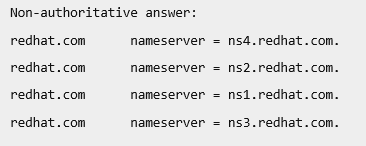 Non-authoritative answer:
redhat.com nameserver = ns4.redhat.com.
redhat.com nameserver = ns2.redhat.com.
redhat.com nameserver = ns1.redhat.com.
redhat.com nameserver = ns3.redhat.com.